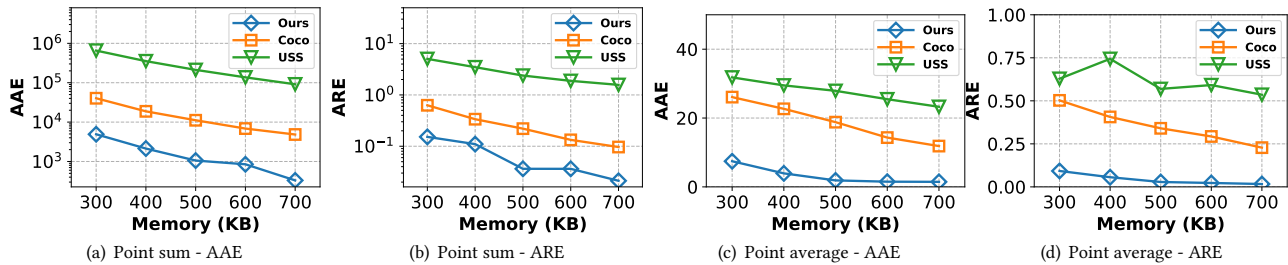 Ours
Coco
USS
10^6
10^5
10^4
10^3
AAE
300 400 500 600 700
Memory (KB)
(a) Point sum - AAE
Ours
Coco
USS
10^1
10^0
10^−1
ARE
300 400 500 600 700
Memory (KB)
(b) Point sum - ARE
Ours
Coco
USS
40
20
0
AAE
300 400 500 600 700
Memory (KB)
(c) Point average - AAE
Ours
Coco
USS
1.00
0.75
0.50
0.25
0.00
ARE
300 400 500 600 700
Memory (KB)
(d) Point average - ARE